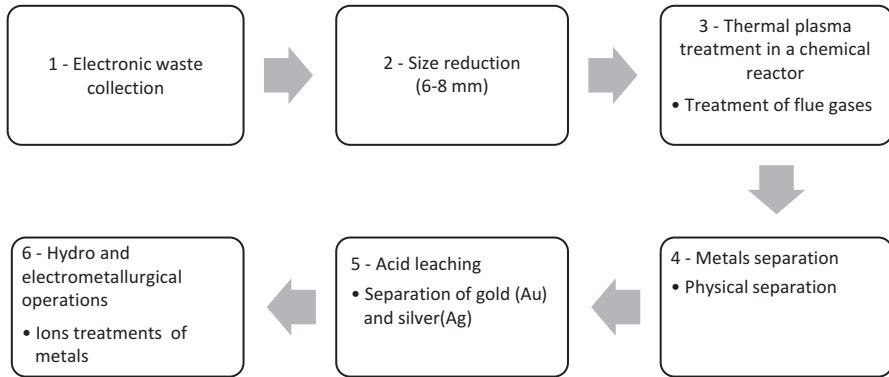 1 - Electronic waste
collection
2 - Size reduction
(6-8 mm)
3 - Thermal plasma
treatment in a chemical
reactor
• Treatment of flue gases
4 - Metals separation
• Physical separation
5 - Acid leaching
• Separation of gold (Au)
and silver(Ag)
6 - Hydro and
electrometallurgical
operations
• Ions treatments of
metals